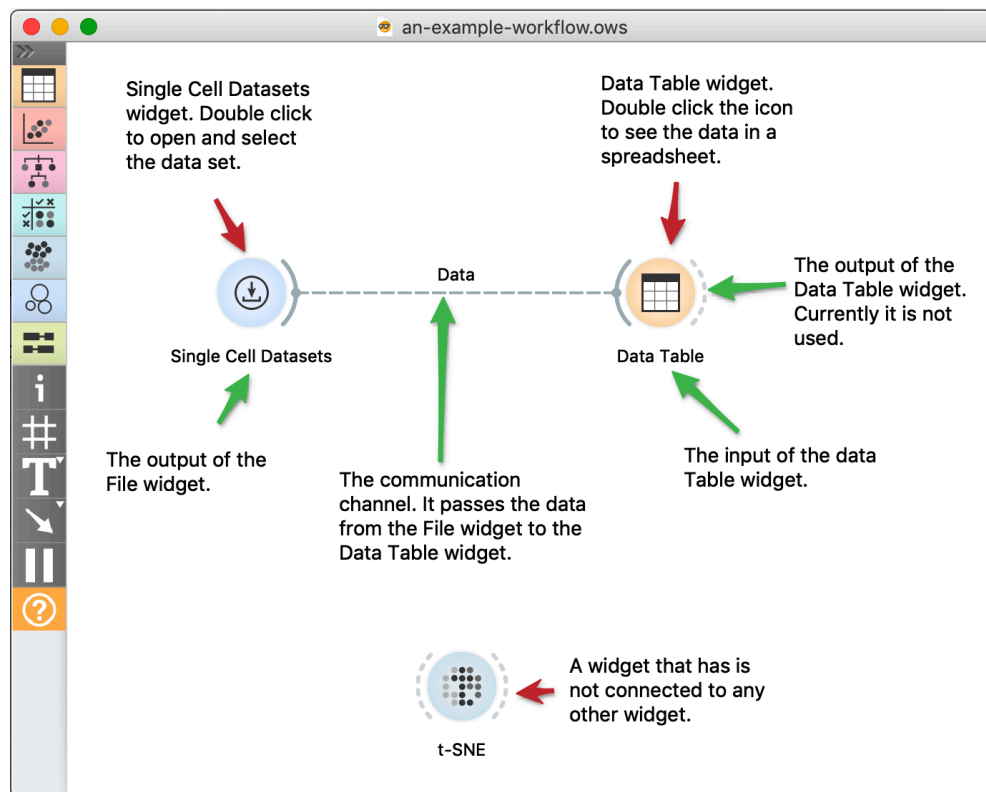 an-example-workflow.ows
Single Cell Datasets
widget. Double click
to open and select
the data set.
Data Table widget.
Double click the icon
to see the data in a
spreadsheet.
Data
The output of the
Data Table widget.
Currently it is not
used.
Single Cell Datasets
Data Table
The output of the
File widget.
The communication
channel. It passes the data
from the File widget to the
Data Table widget.
The input of the data
Table widget.
A widget that has is
not connected to any
other widget.
t-SNE